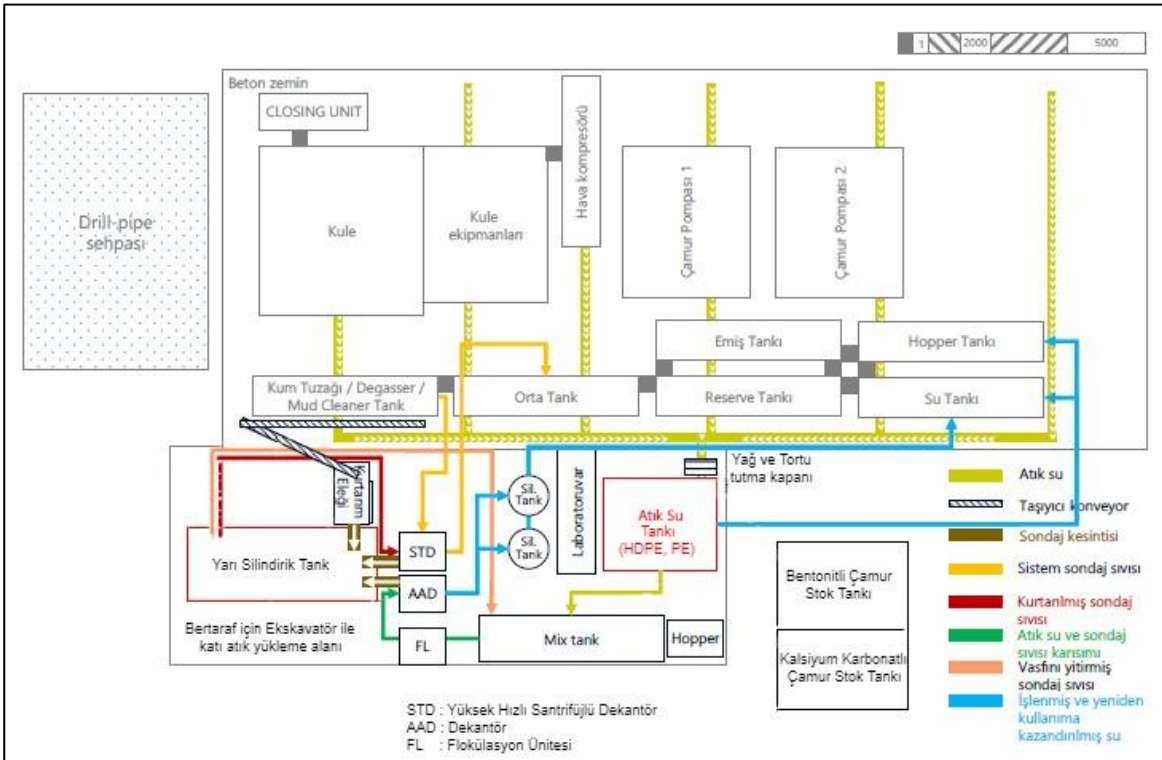 1
2000
5000
Beton zemin
CLOSING UNIT
Drill-pipe
sehpası
Kule
Kule
ekipmanları
Hava kompresörü
Çamur Pompası 1
Çamur Pompası 2
Emiş Tankı
Hopper Tankı
Kum Tuzağı / Degasser /
Mud Cleaner Tank
Orta Tank
Reserve Tankı
Su Tankı
Kurtarım
Eleği
Sil.
Tank
Sil.
Tank
Laboratoruvar
Yağ ve Tortu
tutma kapanı
Atık Su
Tankı
(HDPE, PE)
Yarı Silindirik Tank
STD
AAD
FL
Mix tank
Hopper
Bertaraf için Ekskavatör ile
katı atık yükleme alanı
Bentonitli Çamur
Stok Tankı
Kalsiyum Karbonatlı
Çamur Stok Tankı
Atık su
Taşıyıcı konveyor
Sondaj kesintisi
Sistem sondaj sıvısı
Kurtarılmış sondaj
sıvısı
Atık su ve sondaj
sıvısı karısımı
Vasfını yitirmiş
sondaj sıvısı
İşlenmiş ve yeniden
kullanıma
kazandırılmış su
STD : Yüksek Hızlı Santrifüjlü Dekantör
AAD : Dekantör
FL : Flokülasyon Ünitesi